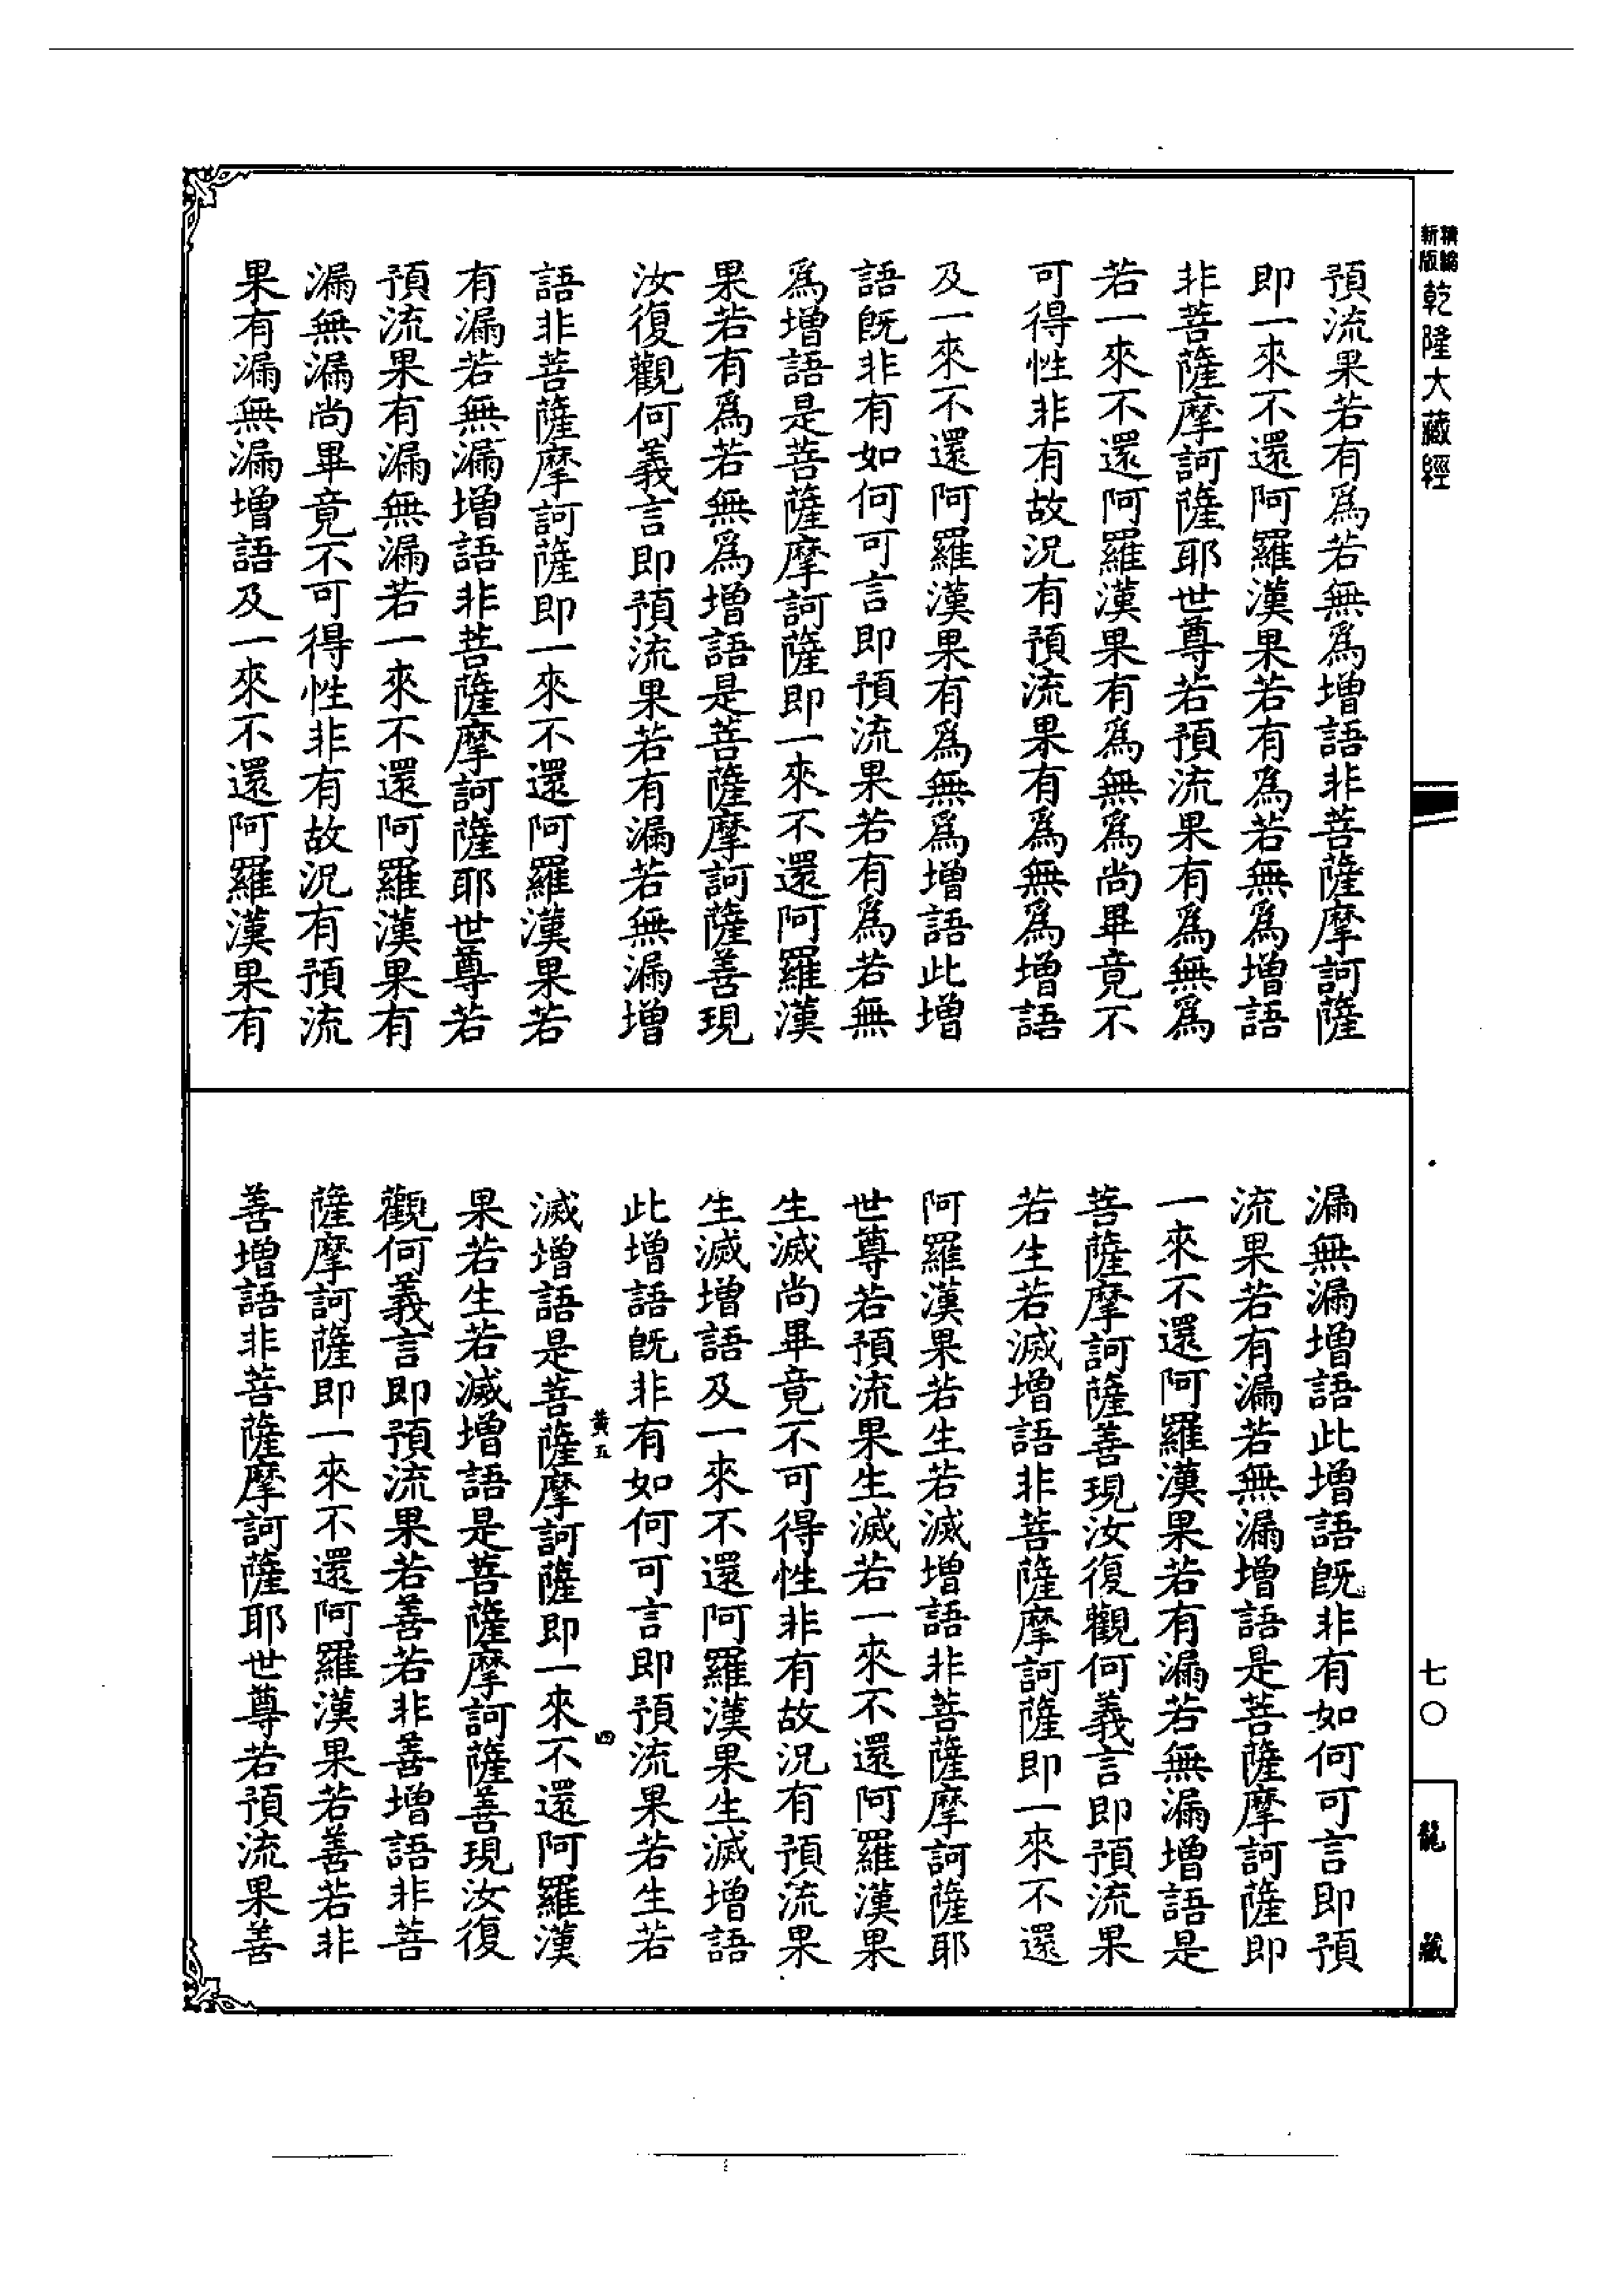 精編新版乾隆大藏經
預流果若有為若無為增語非菩薩摩訶薩
即一來不還阿羅漢果若有為若無為增語
非菩薩摩訶薩耶世尊若預流果有為無為
若一來不還阿羅漢果有為無為尚畢竟不
可得性非有故況有預流果有為無為增語
及一來不還阿羅漢果有為無為增語此增
語既非有如何可言即預流果若有為若無
為增語是菩薩摩訶薩即一來不還阿羅漢
果若有為若無為增語是菩薩摩訶薩善現
汝復觀何義言即預流果若有漏若無漏增
語非菩薩摩訶薩即一來不還阿羅漢果若
有漏若無漏增語非菩薩摩訶薩耶世尊若
預流果有漏無漏若一來不還阿羅漢果有
漏無漏尚畢竟不可得性非有故況有預流
果有漏無漏增語及一來不還阿羅漢果有
漏無漏增語此增語既非有如何可言即預
流果若有漏若無漏增語是菩薩摩訶薩即
一來不還阿羅漢果若有漏若無漏增語是
菩薩摩訶薩善現汝復觀何義言即預流果
若生若滅增語非菩薩摩訶薩即一來不還
阿羅漢果若生若滅增語非菩薩摩訶薩耶
世尊若預流果生滅若一來不還阿羅漢果
生滅尚畢竟不可得性非有故況有預流果
生滅增語及一來不還阿羅漢果生滅增語
此增語既非有如何可言即預流果若生若
黃五 四
滅增語是菩薩摩訶薩即一來不還阿羅漢
果若生若滅增語是菩薩摩訶薩善現汝復
觀何義言即預流果若善若非善增語非菩
薩摩訶薩即一來不還阿羅漢果若善若非
善增語非菩薩摩訶薩耶世尊若預流果善
七〇
龍藏